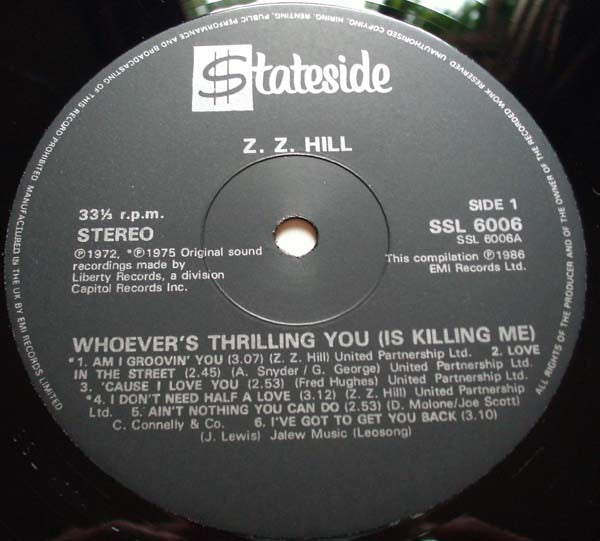 $tateside
Z. Z. HILL
33⅓ r.p.m.
STEREO
SIDE 1
SSL 6006
SSL 6006A
℗1972, *℗1975 Original sound
recordings made by
Liberty Records, a division
Capitol Records Inc.
This compilation ℗1986
EMI Records Ltd.
WHOEVER'S THRILLING YOU (IS KILLING ME)
*1. AM I GROOVIN' YOU (3.07) (Z. Z. Hill) United Partnership Ltd. 2. LOVE
IN THE STREET (2.45) (A. Snyder/G. George) United Partnership Ltd.
3. 'CAUSE I LOVE YOU (2.53) (Fred Hughes) United Partnership Ltd.
*4. I DON'T NEED HALF A LOVE (3.12) (Z. Z. Hill) United Partnership
Ltd. 5. AIN'T NOTHING YOU CAN DO (2.53) (D. Molone/Joe Scott)
C. Connelly & Co. 6. I'VE GOT TO GET YOU BACK (3.10)
(J. Lewis) Jalew Music (Leosong)
ALL RIGHTS OF THE PRODUCER AND OF THE OWNER OF THE RECORDED WORK RESERVED. UNAUTHORISED COPYING, HIRING, RENTING, PUBLIC PERFORMANCE AND BROADCASTING OF THIS RECORD PROHIBITED MANUFACTURED IN THE UK BY EMI RECORDS LIMITED